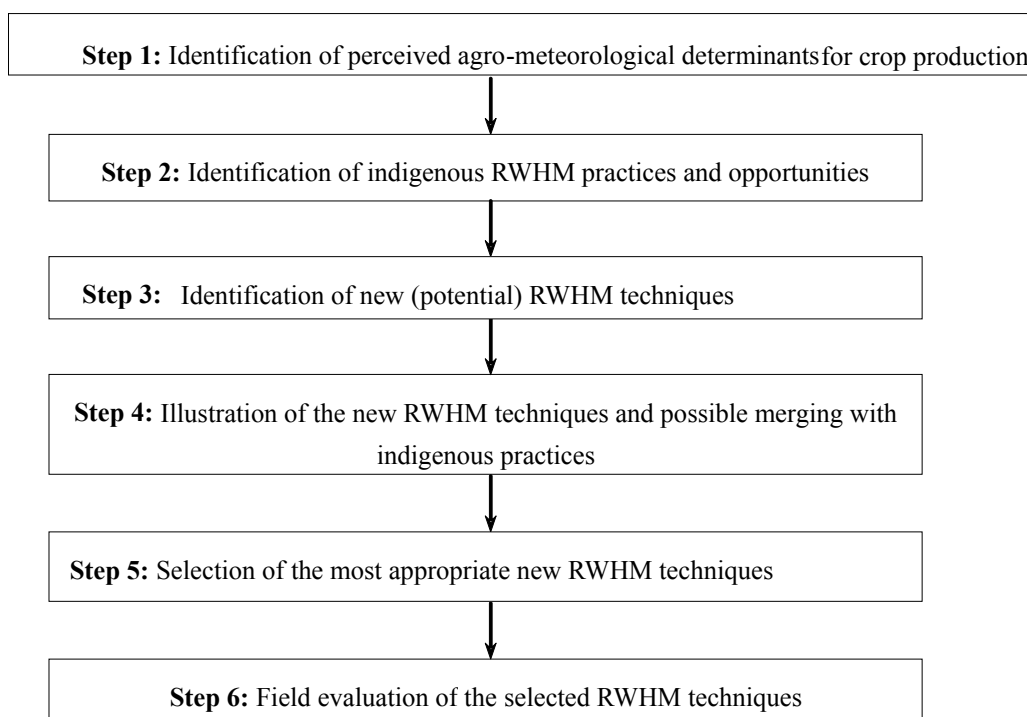 Step 1: Identification of perceived agro-meteorological determinants for crop production
Step 2: Identification of indigenous RWHM practices and opportunities
Step 3: Identification of new (potential) RWHM techniques
Step 4: Illustration of the new RWHM techniques and possible merging with
indigenous practices
Step 5: Selection of the most appropriate new RWHM techniques
Step 6: Field evaluation of the selected RWHM techniques